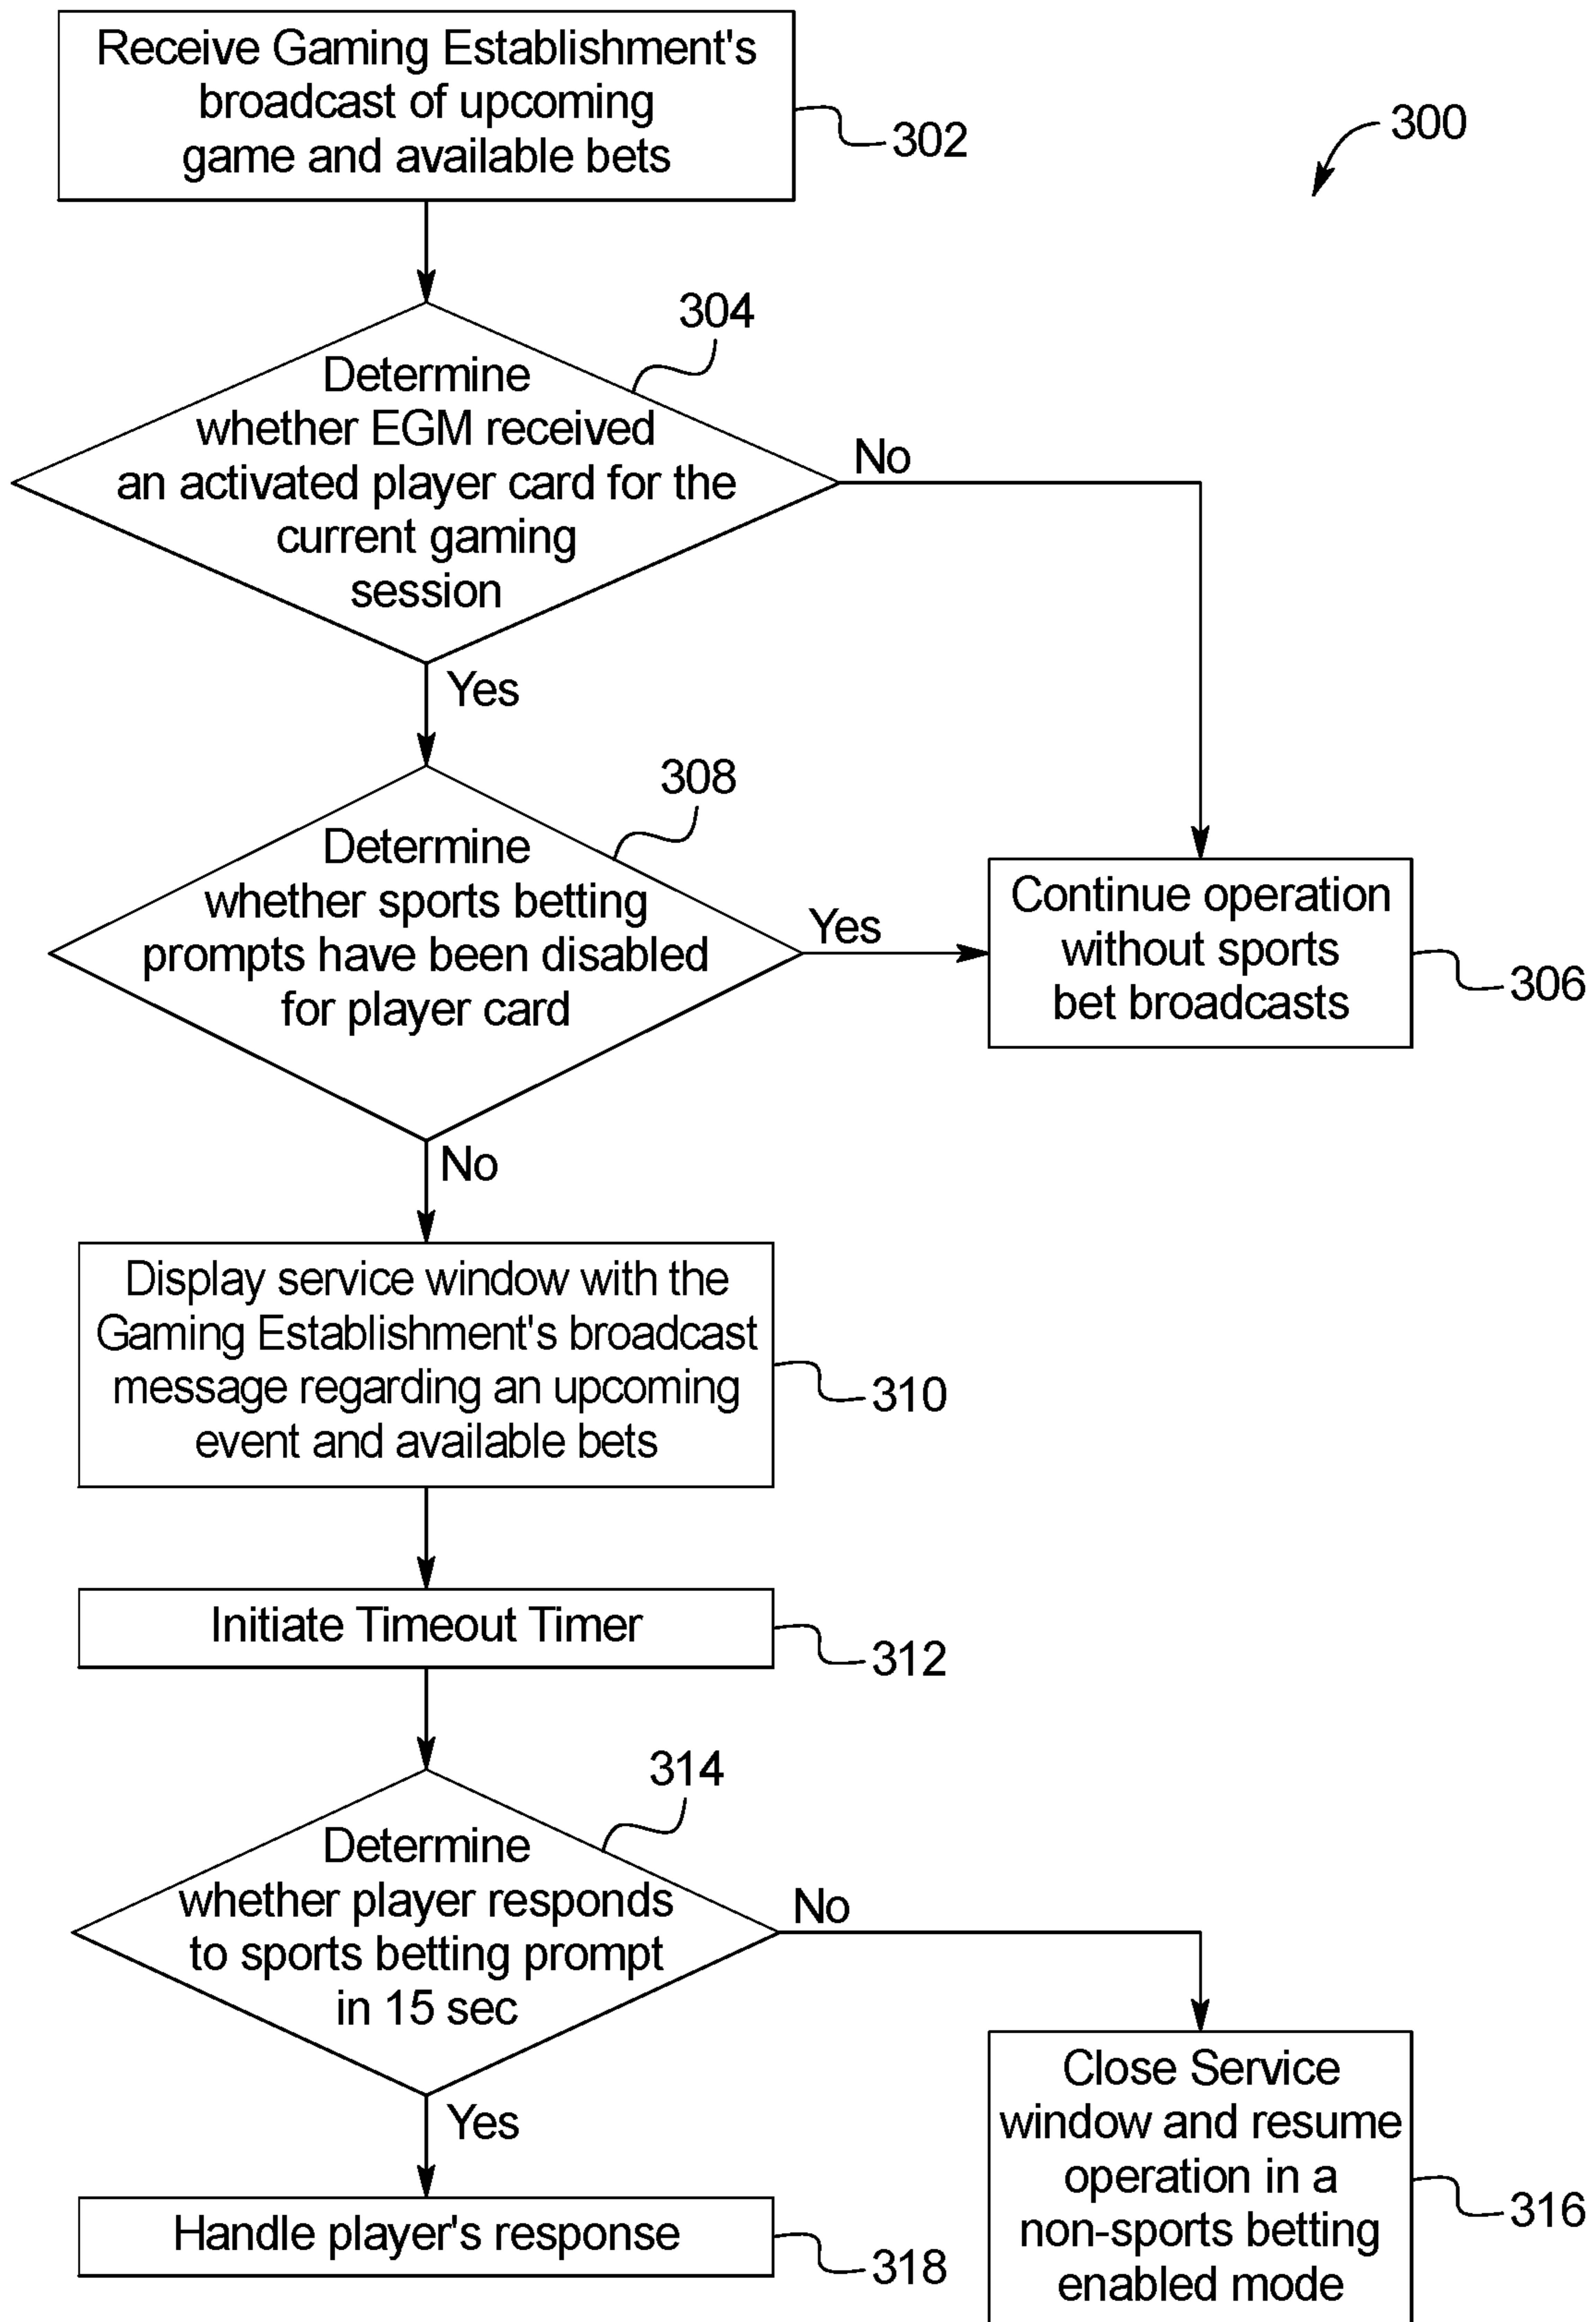 Receive Gaming Establishment's
broadcast of upcoming
game and available bets
302
300
304
Determine
whether EGM received
an activated player card for the
current gaming
session
No
Yes
308
Determine
whether sports betting
prompts have been disabled
for player card
Yes
Continue operation
without sports
bet broadcasts
306
No
Display service window with the
Gaming Establishment's broadcast
message regarding an upcoming
event and available bets
310
Initiate Timeout Timer
312
314
Determine
whether player responds
to sports betting prompt
in 15 sec
No
Yes
Close Service
window and resume
operation in a
non-sports betting
enabled mode
316
Handle player's response
318